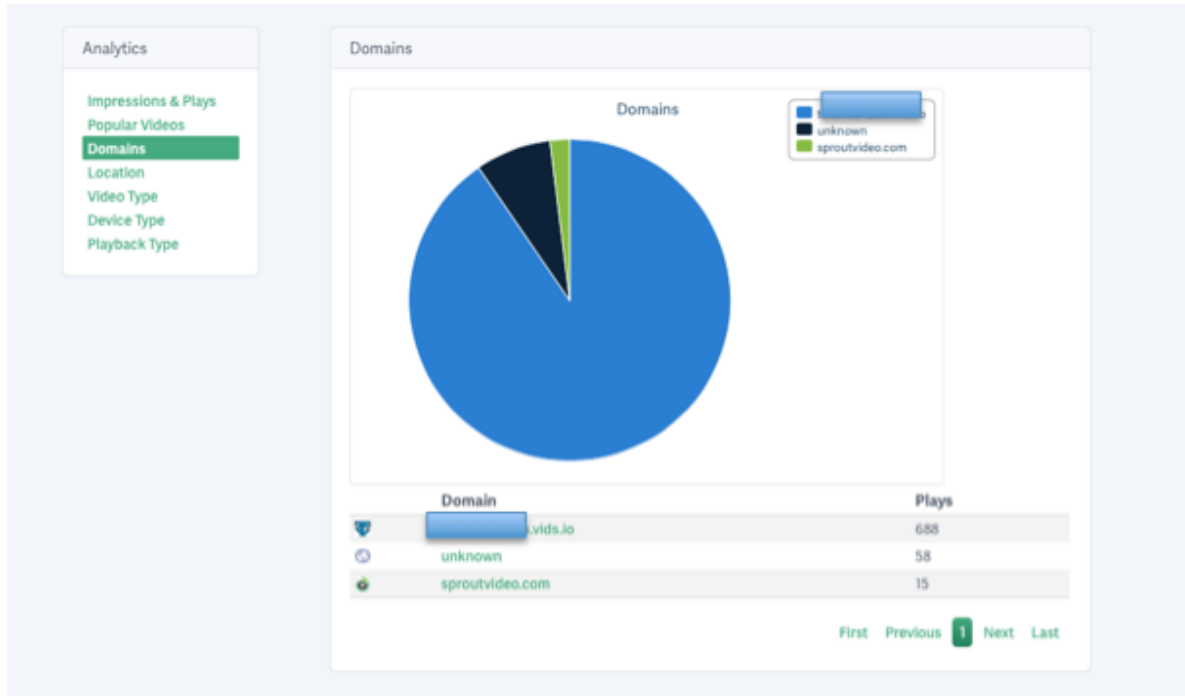 Analytics
Impressions & Plays
Popular Videos
Domains
Location
Video Type
Device Type
Playback Type
Domains
Domains
unknown
sproutvideo.com
Domain Plays
.vids.io 688
unknown 58
sproutvideo.com 15
First Previous 1 Next Last